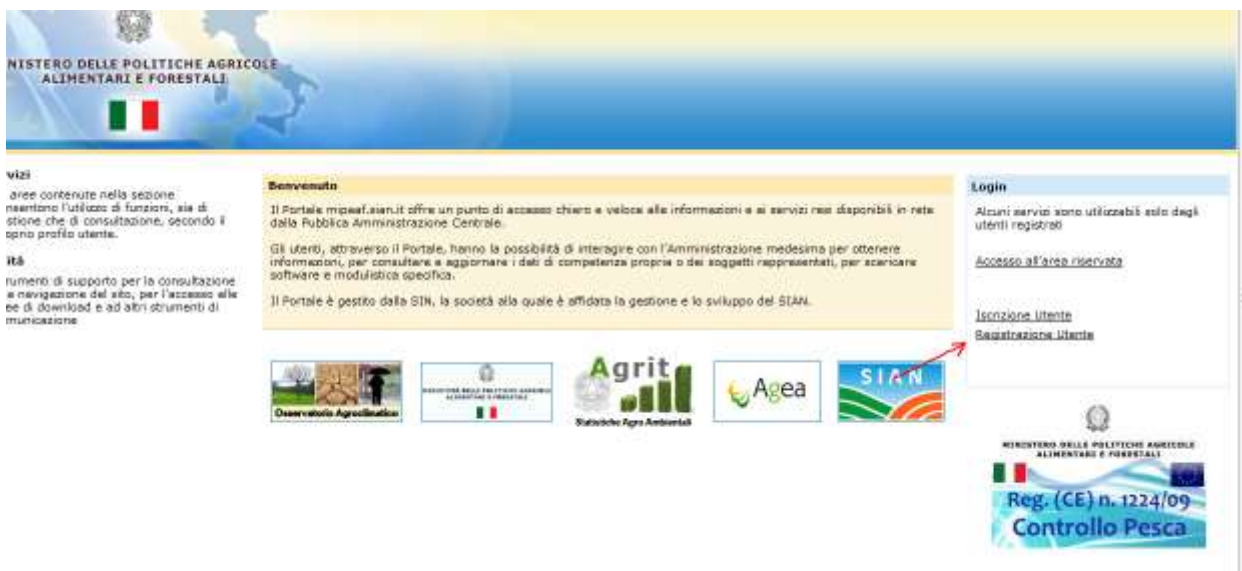 NISTERO DELLE POLITICHE AGRICOLE
ALIMENTARI E FORESTALI
vizi
aree contenute nella sezione
nsentono l'utilizzo di funzioni, sia di
stione che di consultazione, secondo il
oprio profilo utente.
ità
rumenti di supporto per la consultazione
a navigazione del sito, per l'accesso alle
ee di download e ad altri strumenti di
municazione
Benvenuto
Il Portale mipaaf.sian.it offre un punto di accesso chiaro e veloce alle informazioni e ai servizi resi disponibili in rete
dalla Pubblica Amministrazione Centrale.
Gli utenti, attraverso il Portale, hanno la possibilità di interagire con l'Amministrazione medesima per ottenere
informazioni, per consultare e aggiornare i dati di competenza propria o dei soggetti rappresentati, per scaricare
software e modulistica specifica.
Il Portale è gestito dalla SIN, la società alla quale è affidata la gestione e lo sviluppo del SIAN.
Login
Alcuni servizi sono utilizzabili solo dagli
utenti registrati
Accesso all'area riservata
Iscrizione Utente
Registrazione Utente
Osservatorio Agroclimatico
MINISTERO DELLE POLITICHE AGRICOLE
ALIMENTARI E FORESTALI
Agrit
Statistiche Agro Ambientali
Agea
SIAN
MINISTERO DELLE POLITICHE AGRICOLE
ALIMENTARI E FORESTALI
Reg. (CE) n. 1224/09
Controllo Pesca